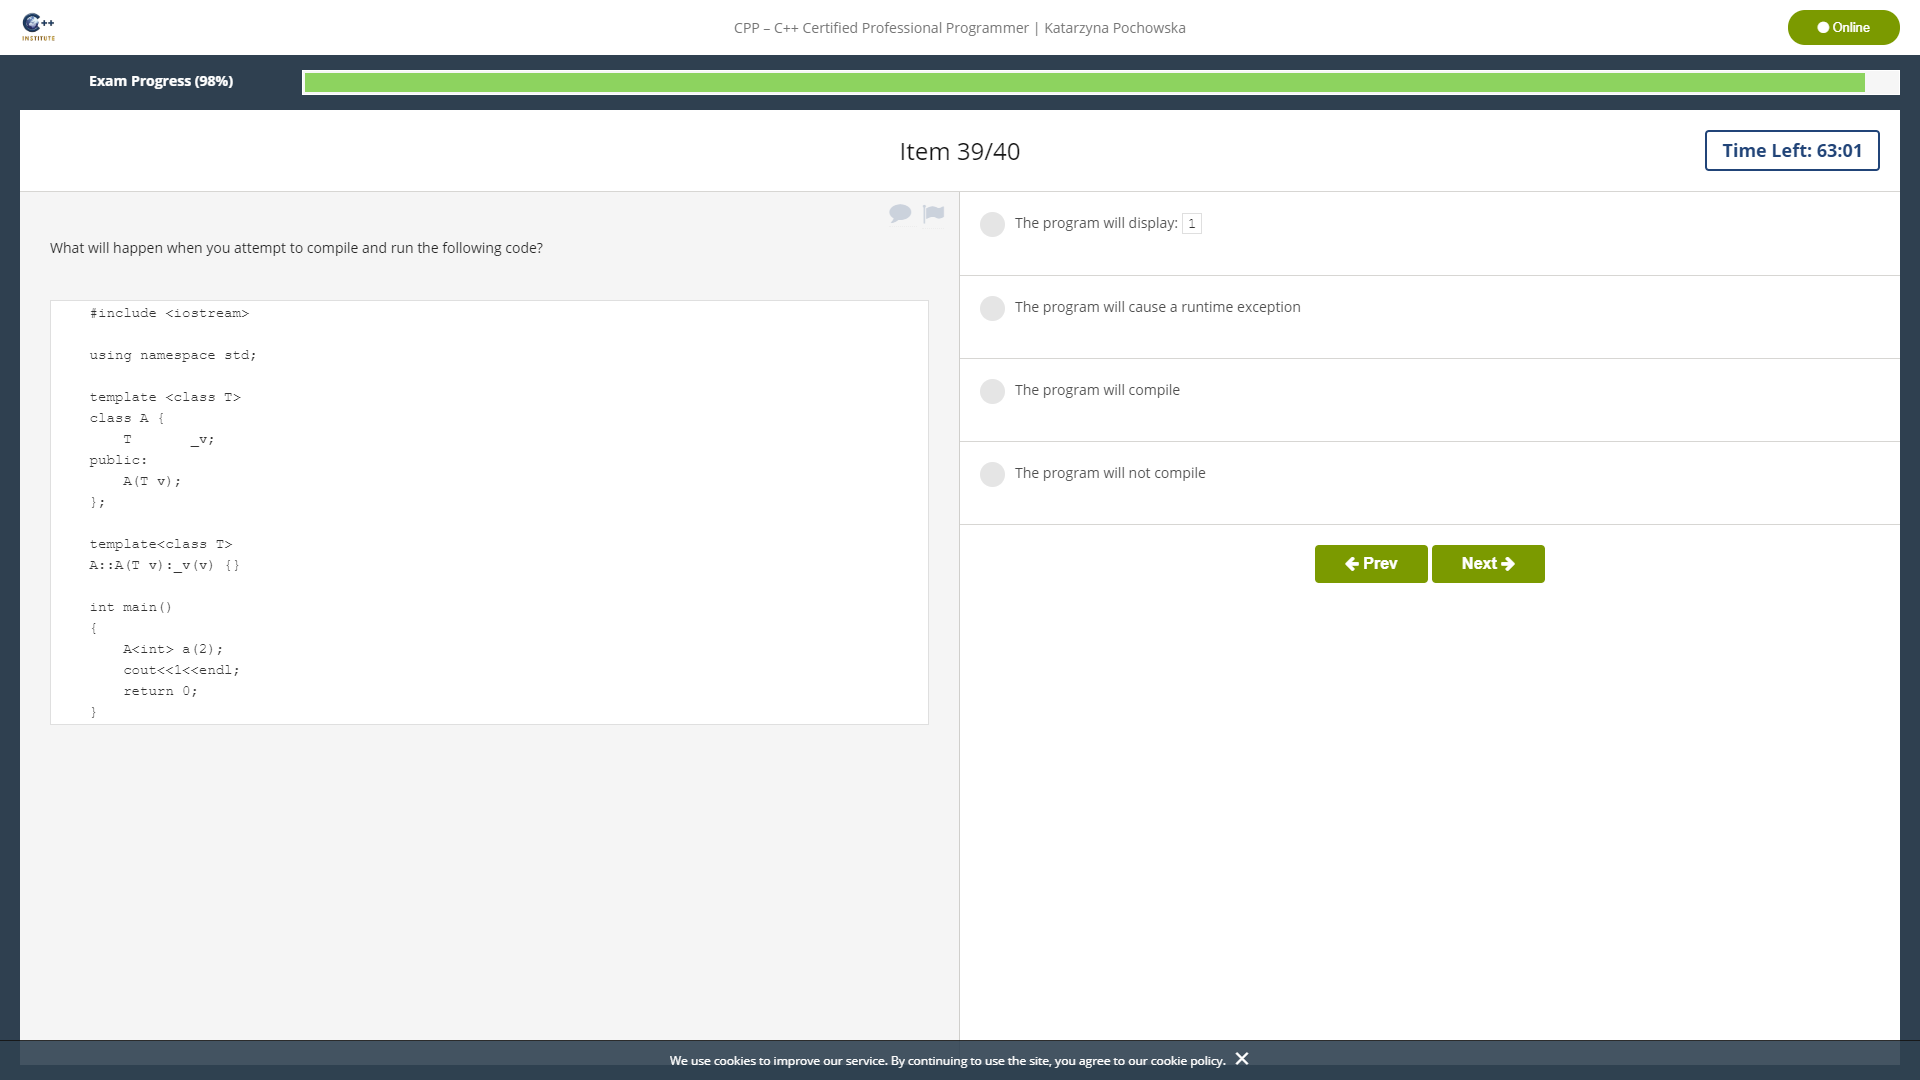 C++
INSTITUTE
CPP – C++ Certified Professional Programmer | Katarzyna Pochowska
Online
Exam Progress (98%)
Item 39/40
Time Left: 63:01
What will happen when you attempt to compile and run the following code?
#include <iostream>
using namespace std;
template <class T>
class A {
    T       _v;
public:
    A(T v);
};
template<class T>
A::A(T v):_v(v) {}
int main()
{
    A<int> a(2);
    cout<<1<<endl;
    return 0;
}
The program will display: 1
The program will cause a runtime exception
The program will compile
The program will not compile
Prev
Next
We use cookies to improve our service. By continuing to use the site, you agree to our cookie policy.